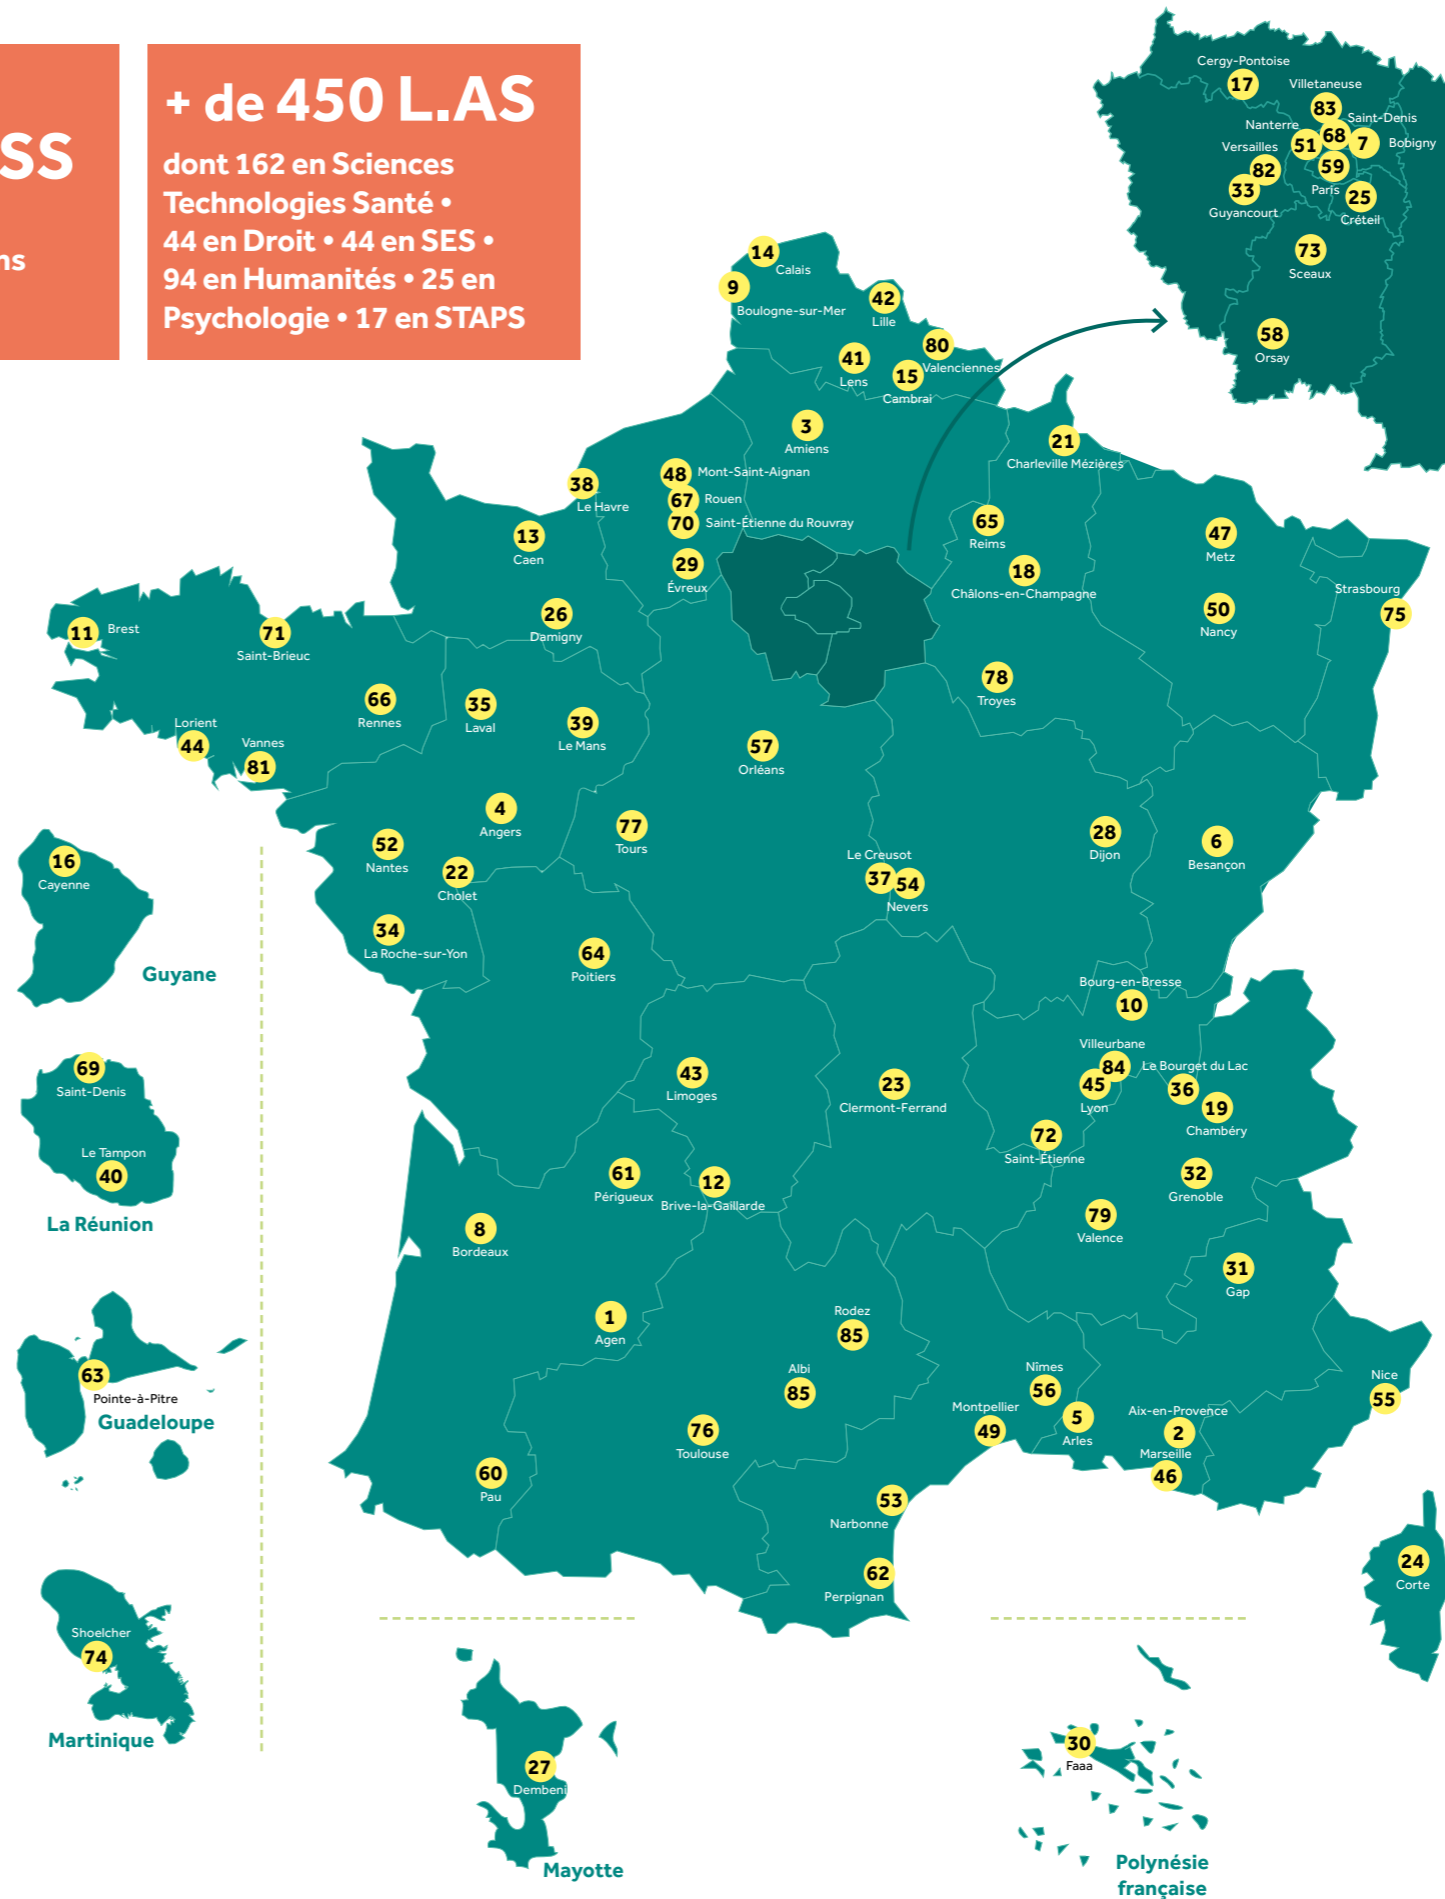 SS
ns
+ de 450 L.AS
dont 162 en Sciences
Technologies Santé •
44 en Droit • 44 en SES •
94 en Humanités • 25 en
Psychologie • 17 en STAPS
Cergy-Pontoise
17
Villetaneuse
83
Saint-Denis
68
Nanterre
51
7
Bobigny
Versailles
82
59
Paris
33
Guyancourt
25
Créteil
73
Sceaux
58
Orsay
14
Calais
9
Boulogne-sur-Mer
42
Lille
80
Valenciennes
41
Lens
15
Cambrai
3
Amiens
21
Charleville Mézières
48
Mont-Saint-Aignan
38
Le Havre
67
Rouen
70
Saint-Étienne du Rouvray
13
Caen
29
Évreux
65
Reims
18
Châlons-en-Champagne
47
Metz
50
Nancy
Strasbourg
75
26
Damigny
11
Brest
71
Saint-Brieuc
66
Rennes
35
Laval
39
Le Mans
78
Troyes
Lorient
44
Vannes
81
57
Orléans
4
Angers
77
Tours
52
Nantes
22
Cholet
28
Dijon
6
Besançon
Le Creusot
37
54
Nevers
34
La Roche-sur-Yon
64
Poitiers
16
Cayenne
Guyane
Bourg-en-Bresse
10
Villeurbane
84
45
Lyon
Le Bourget du Lac
36
19
Chambéry
43
Limoges
23
Clermont-Ferrand
72
Saint-Étienne
69
Saint-Denis
Le Tampon
40
La Réunion
61
Périgueux
12
Brive-la-Gaillarde
32
Grenoble
79
Valence
8
Bordeaux
31
Gap
1
Agen
Rodez
85
Albi
85
63
Pointe-à-Pitre
Guadeloupe
Nîmes
56
Nice
55
Montpellier
49
5
Arles
Aix-en-Provence
2
Marseille
46
76
Toulouse
60
Pau
53
Narbonne
62
Perpignan
24
Corte
Shoelcher
74
Martinique
27
Dembeni
Mayotte
30
Faaa
Polynésie
française